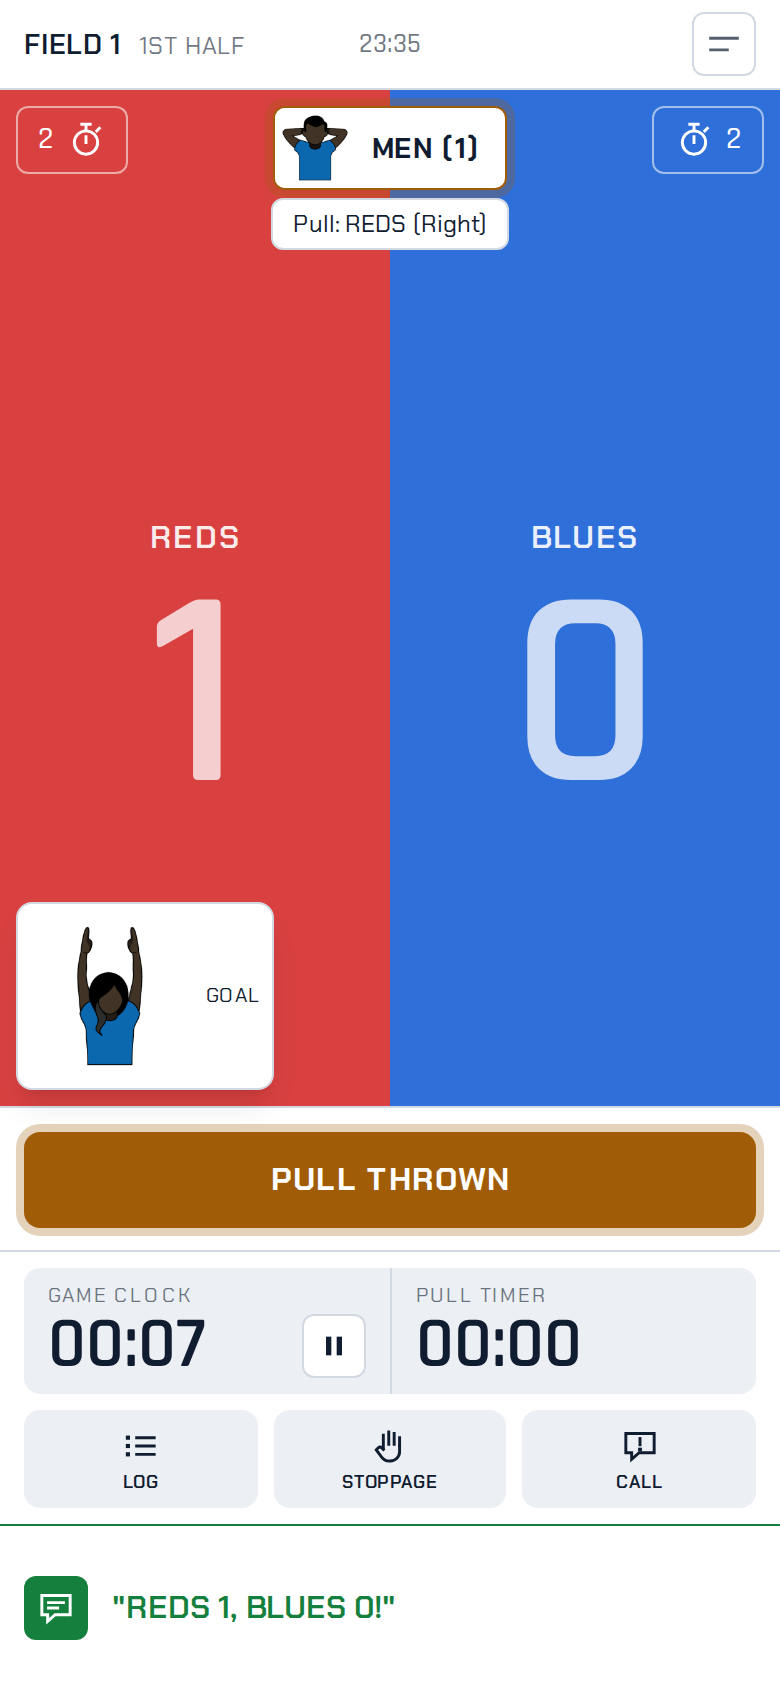 FIELD 1 1ST HALF 23:35
2 MEN (1) 2
Pull: REDS (Right)
REDS BLUES
1 0
GOAL
PULL THROWN
GAME CLOCK PULL TIMER
00:07 00:00
LOG STOPPAGE CALL
"REDS 1, BLUES 0!"